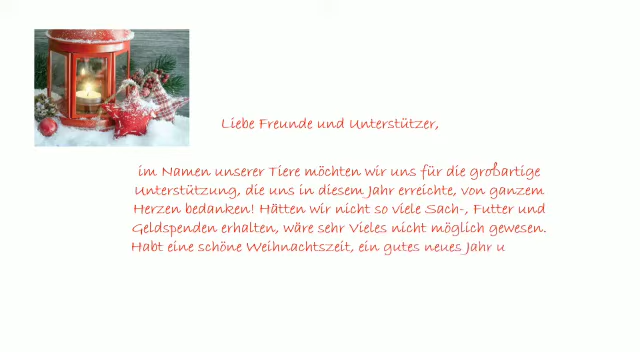 Liebe Freunde und Unterstützer,
im Namen unserer Tiere möchten wir uns für die großartige
Unterstützung, die uns in diesem Jahr erreichte, von ganzem
Herzen bedanken! Hätten wir nicht so viele Sach-, Futter und
Geldspenden erhalten, wäre sehr Vieles nicht möglich gewesen.
Habt eine schöne Weihnachtszeit, ein gutes neues Jahr u